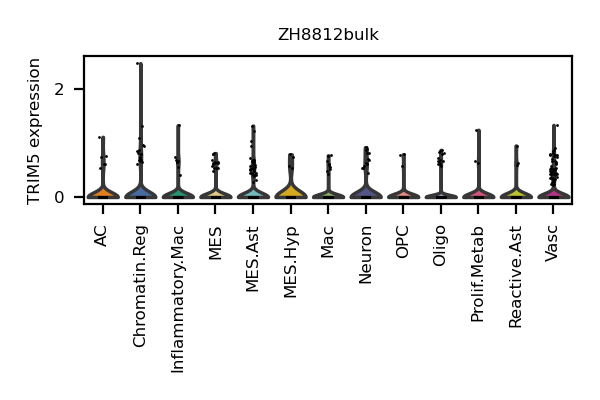 ZH8812bulk
TRIM5 expression
2
0
AC
Chromatin.Reg
Inflammatory.Mac
MES
MES.Ast
MES.Hyp
Mac
Neuron
OPC
Oligo
Prolif.Metab
Reactive.Ast
Vasc